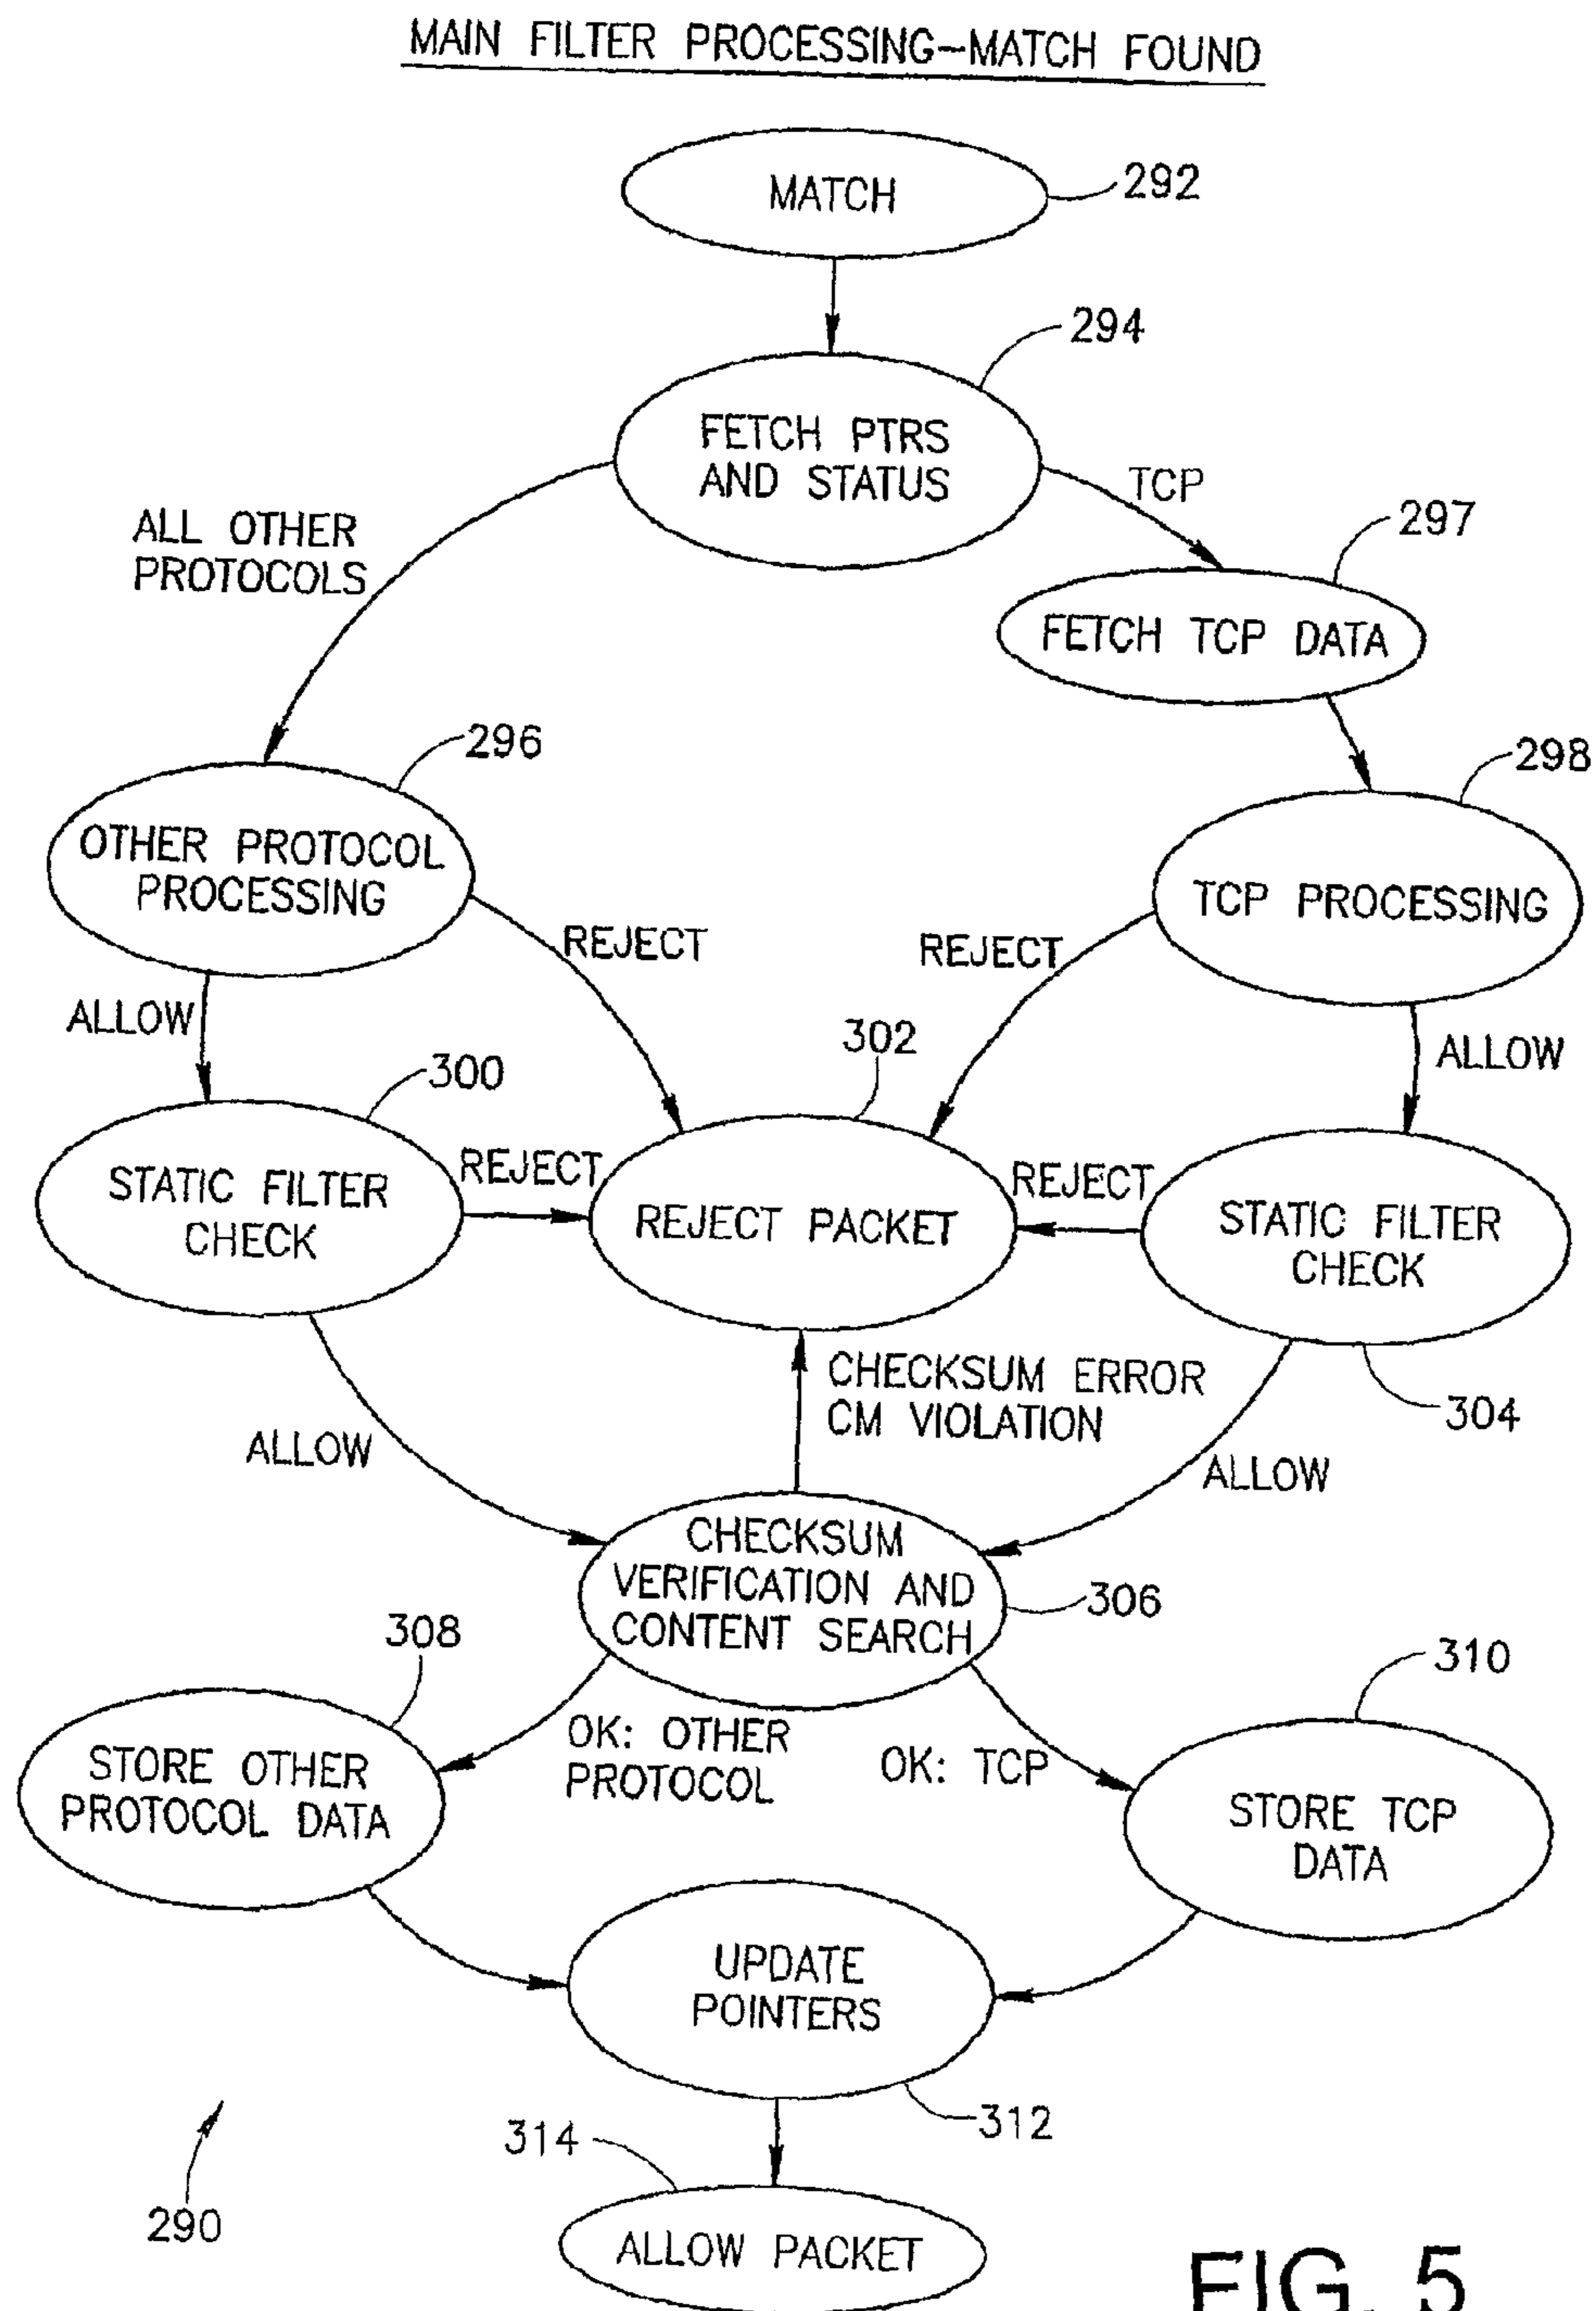 MAIN FILTER PROCESSING-MATCH FOUND
MATCH
292
294
FETCH PTRS
AND STATUS
TCP
297
ALL OTHER
PROTOCOLS
FETCH TCP DATA
296
298
OTHER PROTOCOL
PROCESSING
TCP PROCESSING
REJECT
REJECT
ALLOW
302
ALLOW
300
STATIC FILTER
CHECK
REJECT
REJECT PACKET
REJECT
STATIC FILTER
CHECK
CHECKSUM ERROR
CM VIOLATION
304
ALLOW
ALLOW
CHECKSUM
VERIFICATION AND
CONTENT SEARCH
306
308
310
OK: OTHER
PROTOCOL
OK: TCP
STORE OTHER
PROTOCOL DATA
STORE TCP
DATA
UPDATE
POINTERS
312
314
290
ALLOW PACKET
FIG. 5